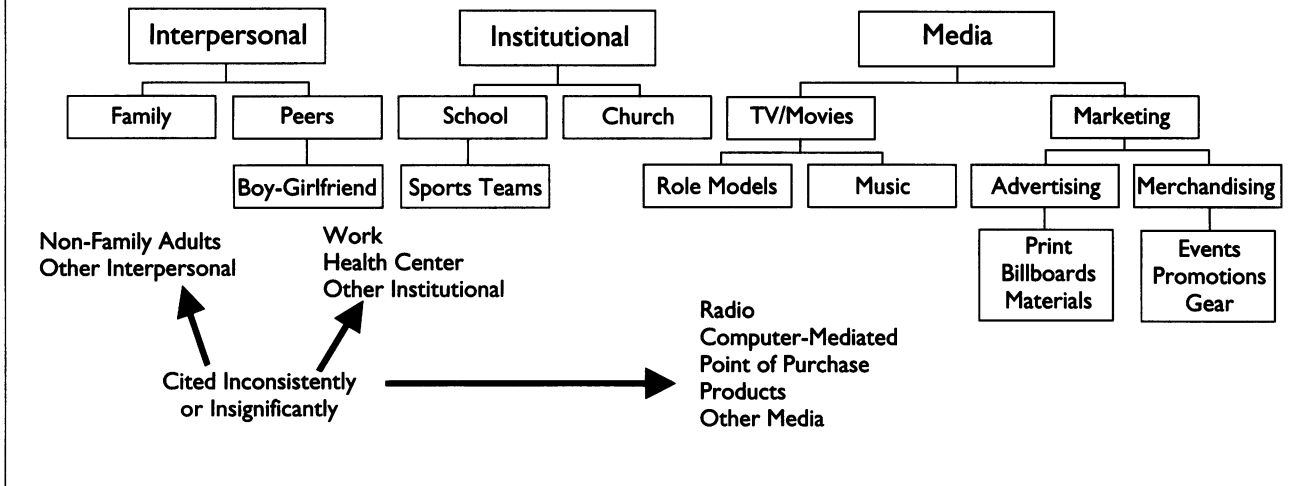 Interpersonal
Institutional
Media
Family
Peers
School
Church
TV/Movies
Marketing
Boy-Girlfriend
Sports Teams
Role Models
Music
Advertising
Merchandising
Print
Billboards
Materials
Events
Promotions
Gear
Non-Family Adults
Other Interpersonal
Work
Health Center
Other Institutional
Radio
Computer-Mediated
Point of Purchase
Products
Other Media
Cited Inconsistently
or Insignificantly